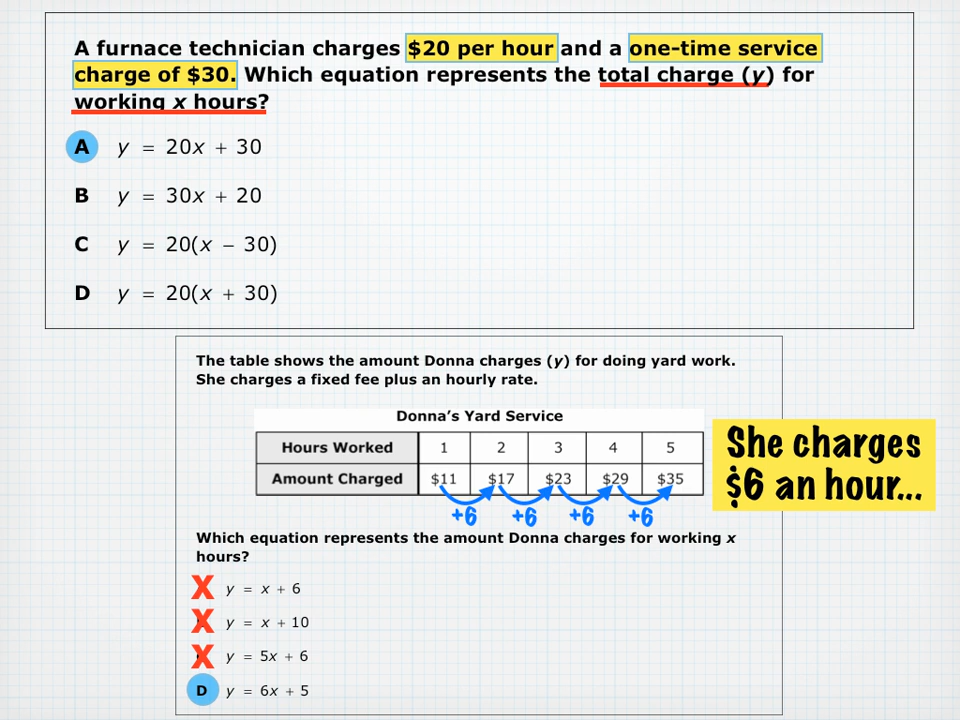 A furnace technician charges $20 per hour and a one-time service
charge of $30. Which equation represents the total charge (y) for
working x hours?
A y = 20x + 30
B y = 30x + 20
C y = 20(x − 30)
D y = 20(x + 30)
The table shows the amount Donna charges (y) for doing yard work.
She charges a fixed fee plus an hourly rate.
Donna's Yard Service
Hours Worked 1 2 3 4 5
Amount Charged $11 $17 $23 $29 $35
+6 +6 +6 +6
She charges
$6 an hour...
Which equation represents the amount Donna charges for working x
hours?
X y = x + 6
X y = x + 10
X y = 5x + 6
D y = 6x + 5